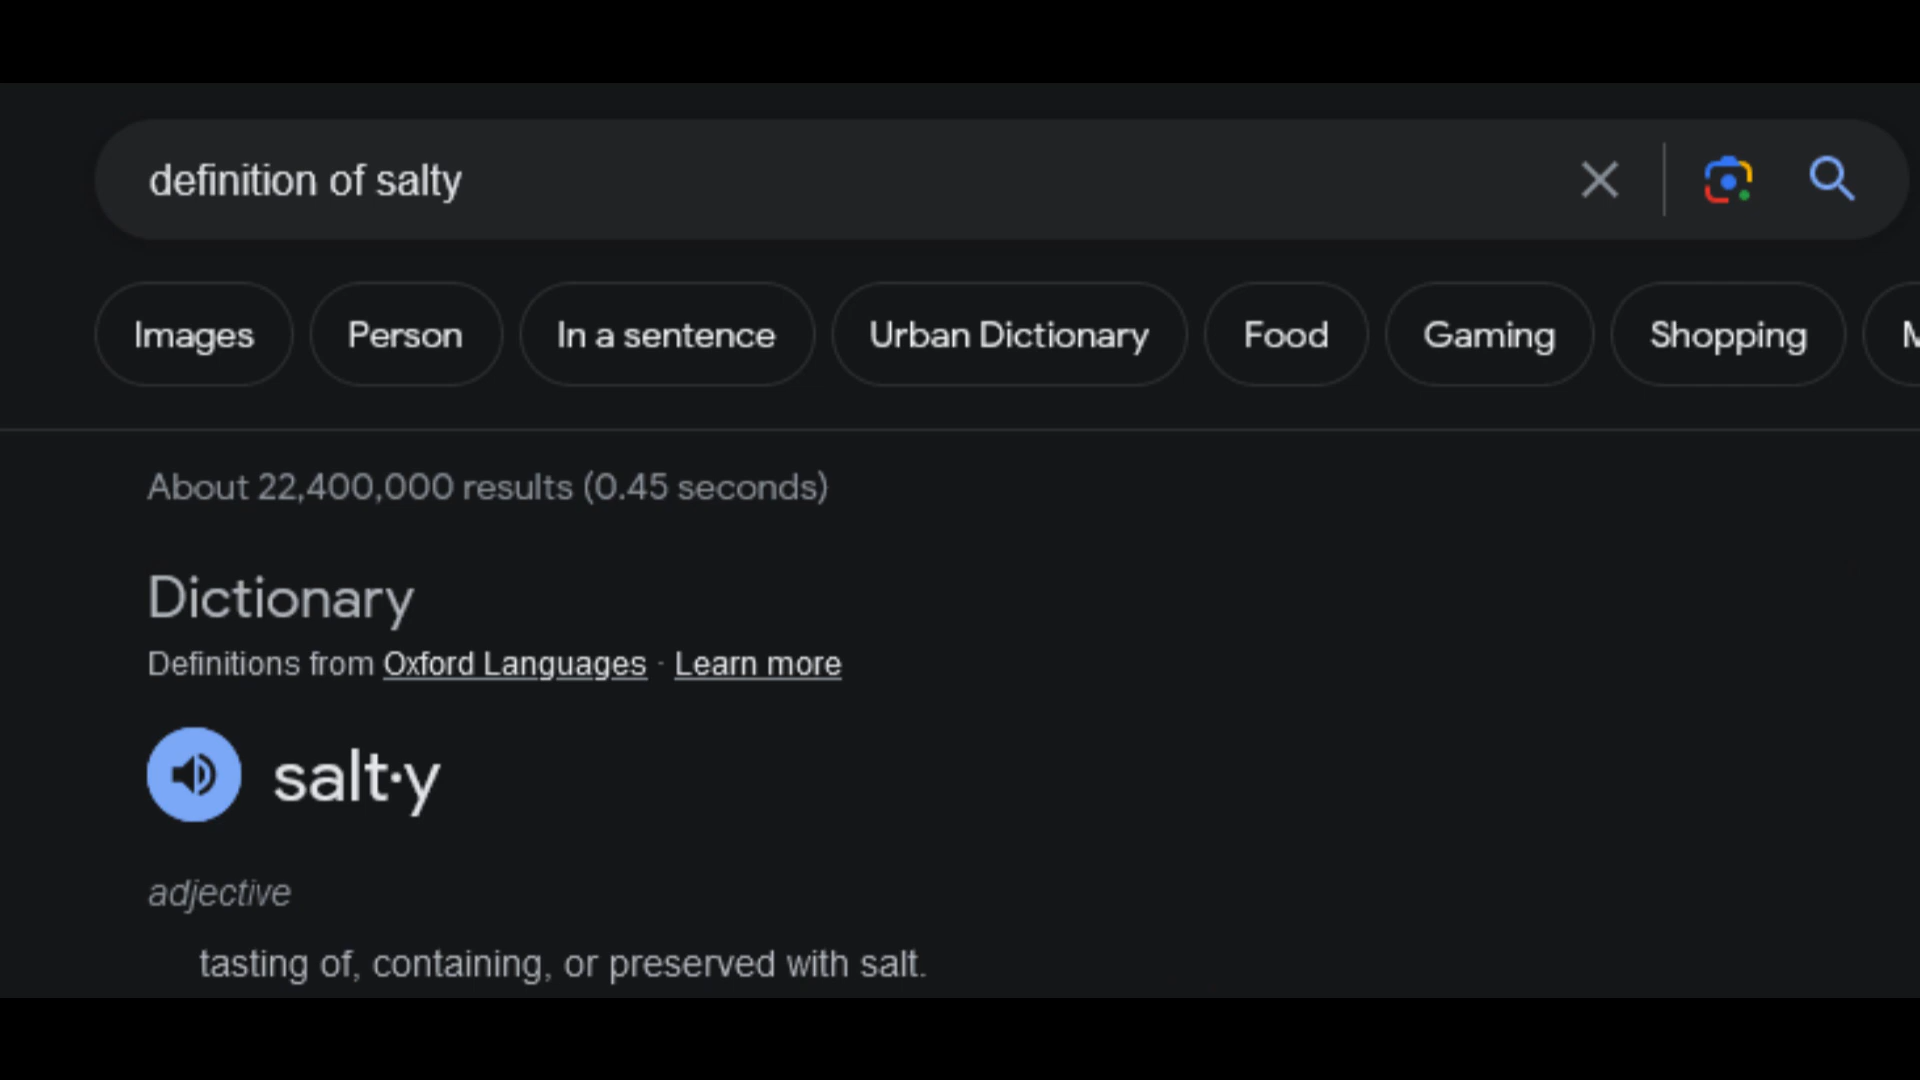 definition of salty
Images Person In a sentence Urban Dictionary Food Gaming Shopping
About 22,400,000 results (0.45 seconds)
Dictionary
Definitions from Oxford Languages · Learn more
salt·y
adjective
tasting of, containing, or preserved with salt.